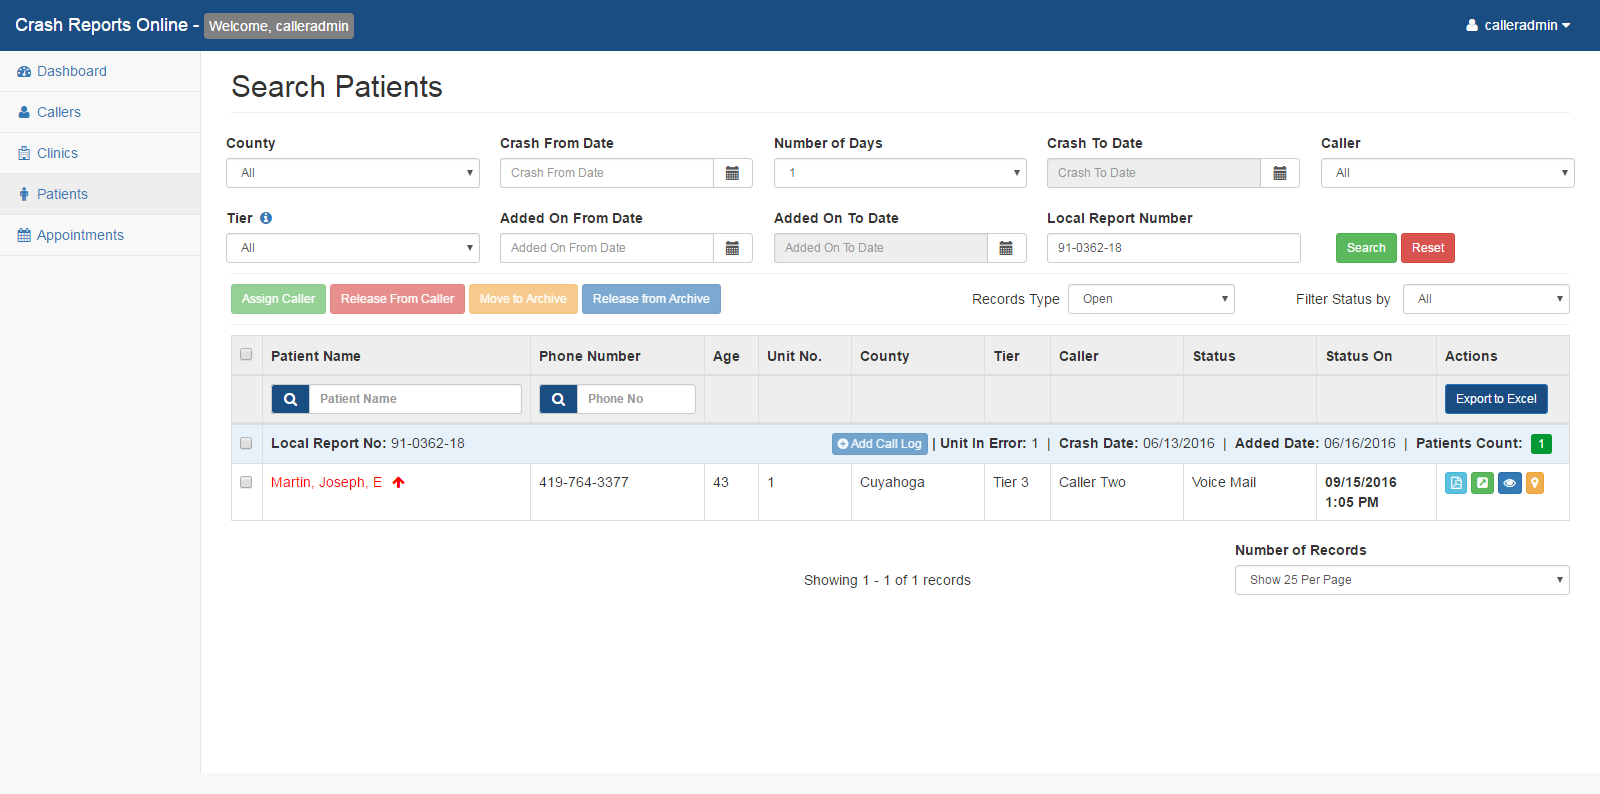 Crash Reports Online - Welcome, calleradmin
calleradmin
Dashboard
Callers
Clinics
Patients
Appointments
Search Patients
County
Crash From Date
Number of Days
Crash To Date
Caller
All
Crash From Date
1
Crash To Date
All
Tier
Added On From Date
Added On To Date
Local Report Number
All
Added On From Date
Added On To Date
91-0362-18
Search
Reset
Assign Caller
Release From Caller
Move to Archive
Release from Archive
Records Type
Open
Filter Status by
All
Patient Name
Phone Number
Age
Unit No.
County
Tier
Caller
Status
Status On
Actions
Patient Name
Phone No
Export to Excel
Local Report No: 91-0362-18
Add Call Log | Unit In Error: 1 | Crash Date: 06/13/2016 | Added Date: 06/16/2016 | Patients Count: 1
Martin, Joseph, E
419-764-3377
43
1
Cuyahoga
Tier 3
Caller Two
Voice Mail
09/15/2016
1:05 PM
Number of Records
Showing 1 - 1 of 1 records
Show 25 Per Page